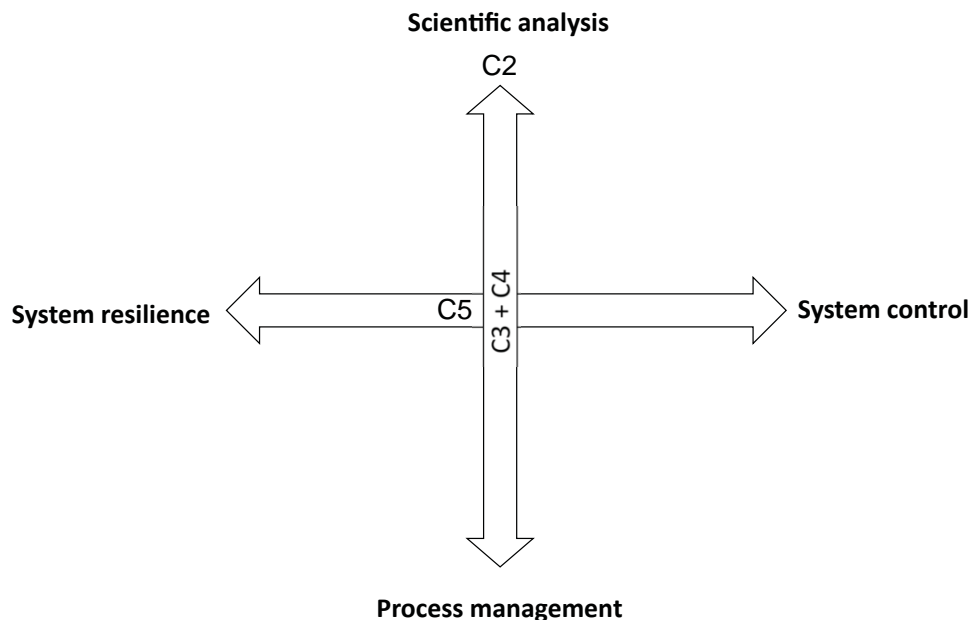 Scientific analysis
C2
System resilience
C5
C3 + C4
System control
Process management